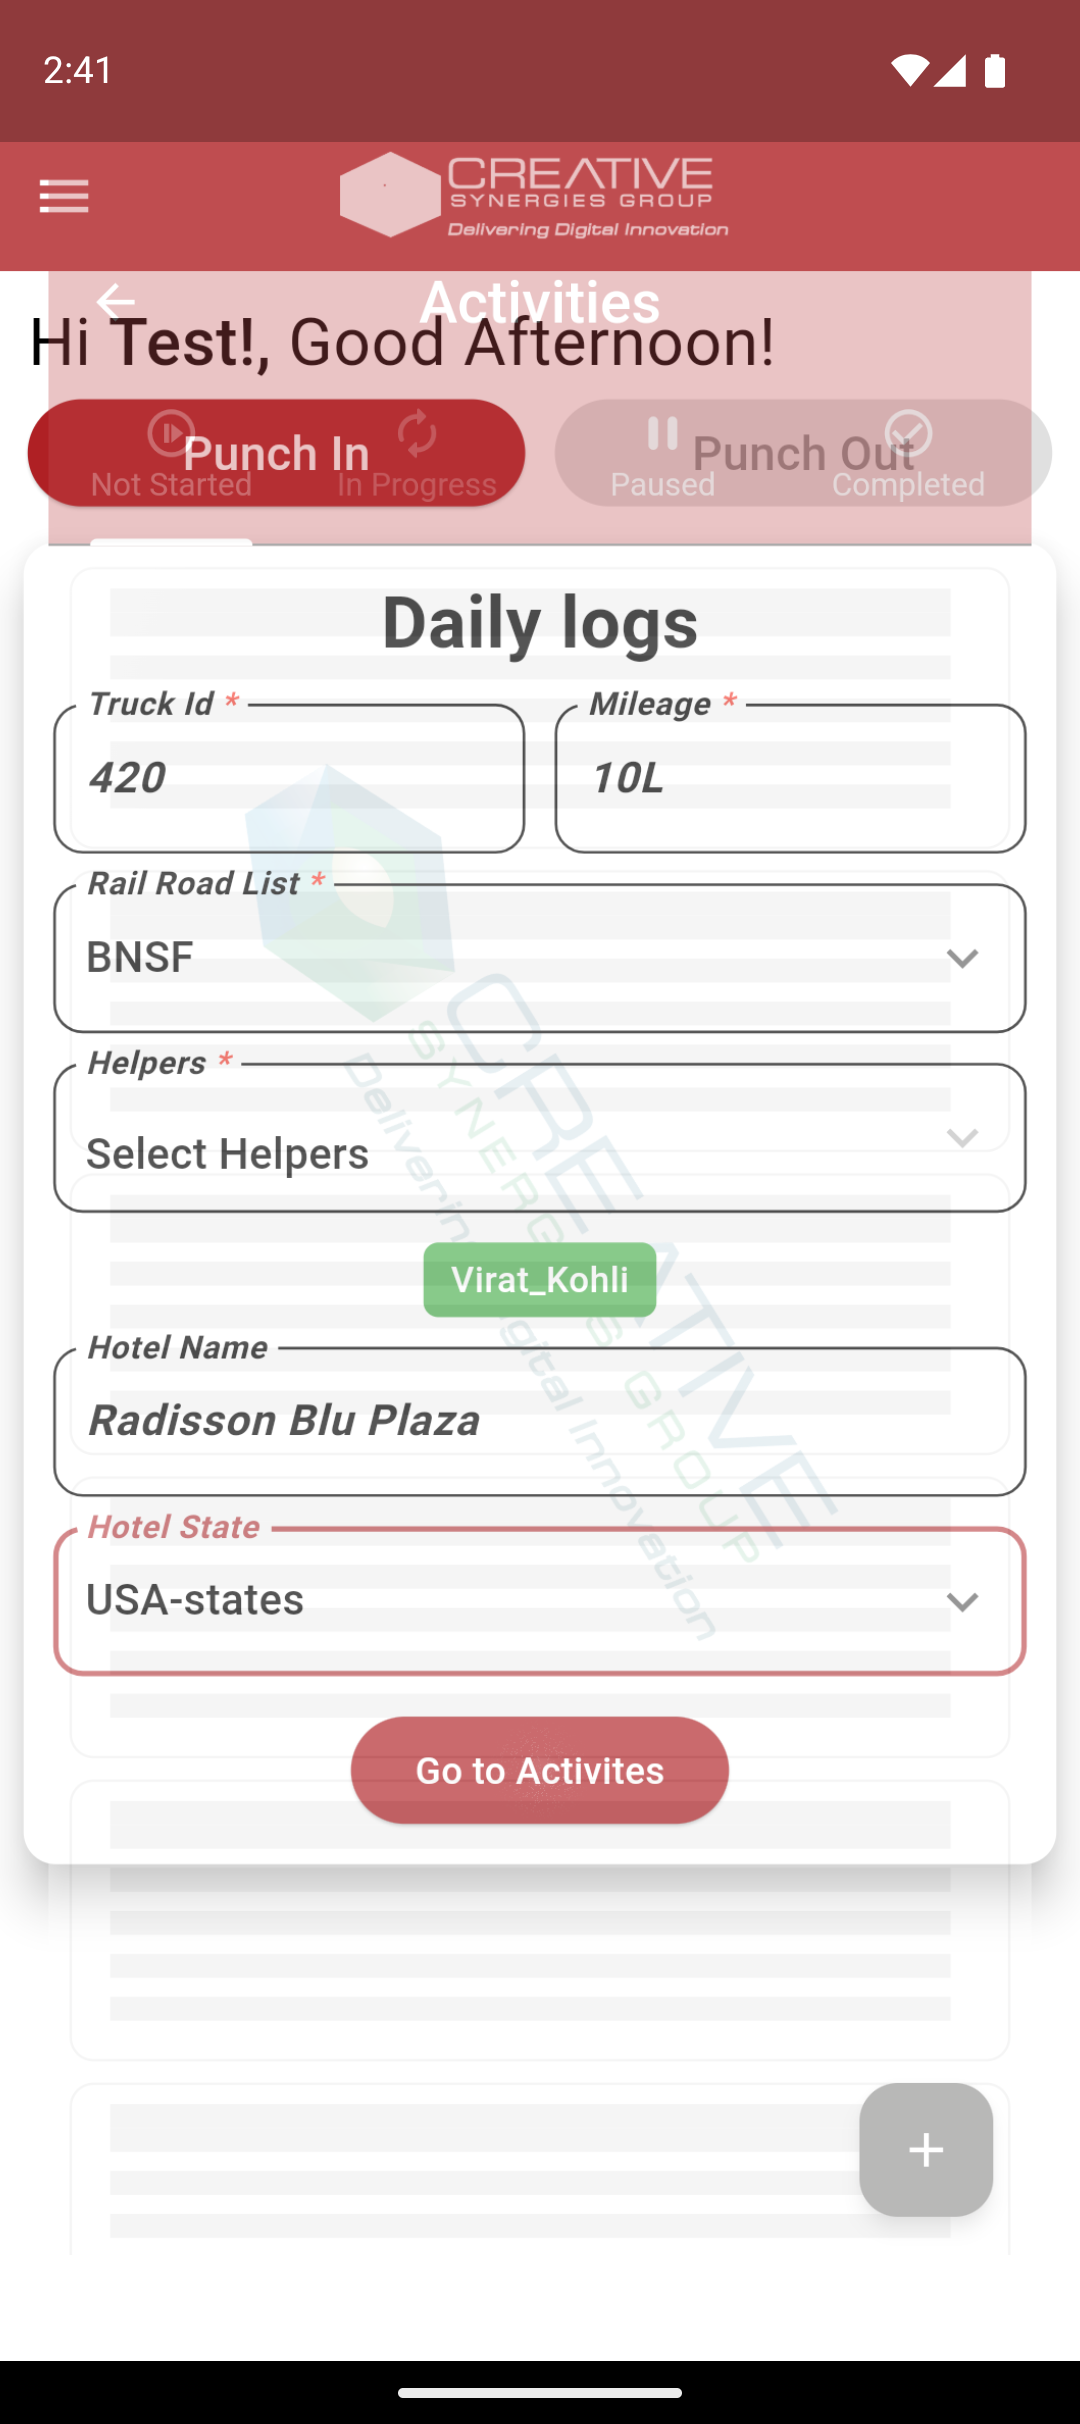 2:41
CREATIVE
SYNERGIES GROUP
Delivering Digital Innovation
Activities
Hi Test!, Good Afternoon!
Punch In
Punch Out
Not Started
In Progress
Paused
Completed
Daily logs
Truck Id *
Mileage *
420
10L
Rail Road List *
BNSF
Helpers *
Select Helpers
Virat_Kohli
Hotel Name
Radisson Blu Plaza
Hotel State
USA-states
Go to Activites
CREATIVE
SYNERGIES GROUP
Delivering Digital Innovation